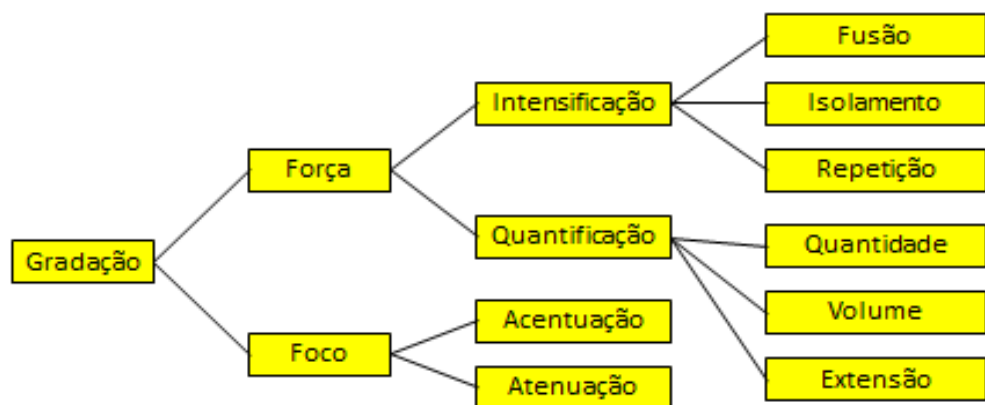 Gradação
Força
Foco
Intensificação
Quantificação
Acentuação
Atenuação
Fusão
Isolamento
Repetição
Quantidade
Volume
Extensão